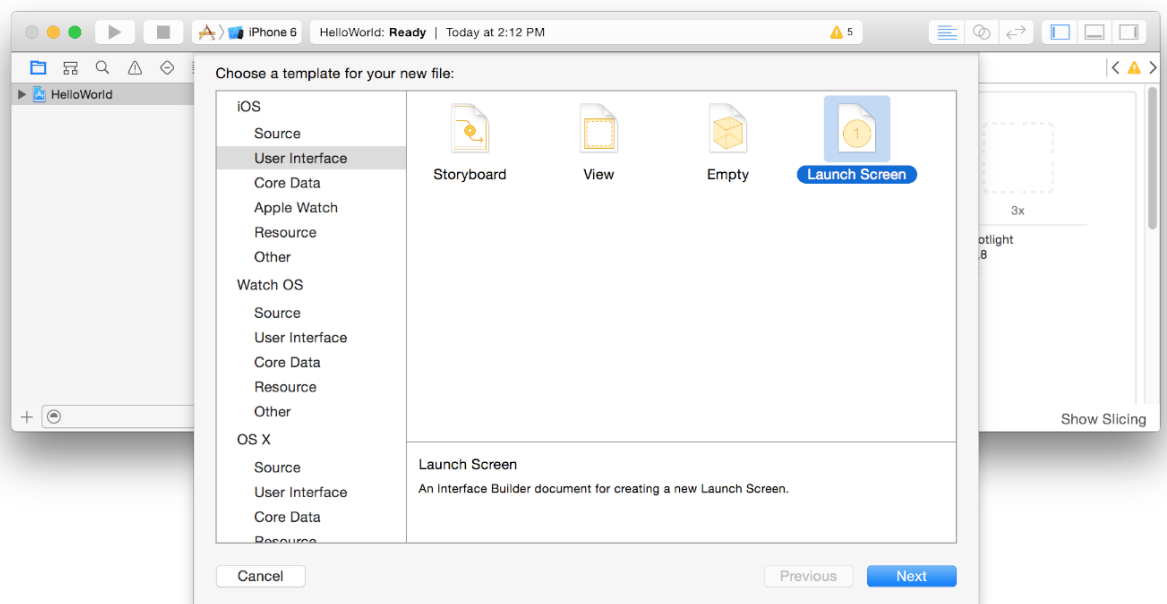 iPhone 6
HelloWorld: Ready | Today at 2:12 PM
5
HelloWorld
Choose a template for your new file:
iOS
Source
User Interface
Core Data
Apple Watch
Resource
Other
Watch OS
Source
User Interface
Core Data
Resource
Other
OS X
Source
User Interface
Core Data
Resource
Storyboard
View
Empty
1
Launch Screen
Launch Screen
An Interface Builder document for creating a new Launch Screen.
Cancel
Previous
Next
3x
otlight
8
Show Slicing